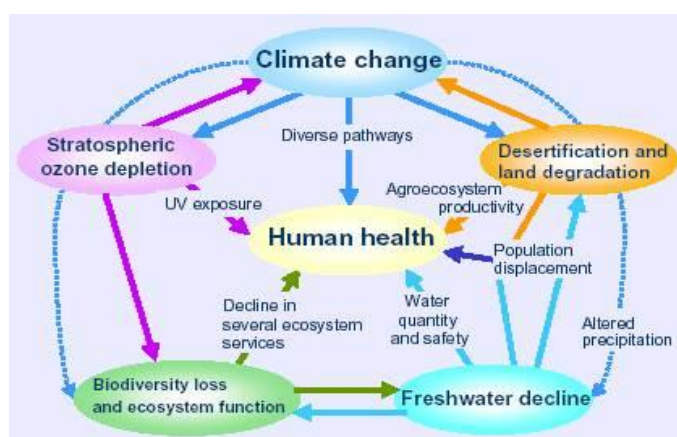 Climate change
Diverse pathways
Stratospheric
ozone depletion
Desertification and
land degradation
UV exposure
Agroecosystem
productivity
Human health
Population
displacement
Decline in
several ecosystem
services
Water
quantity
and safety
Altered
precipitation
Biodiversity loss
and ecosystem function
Freshwater decline